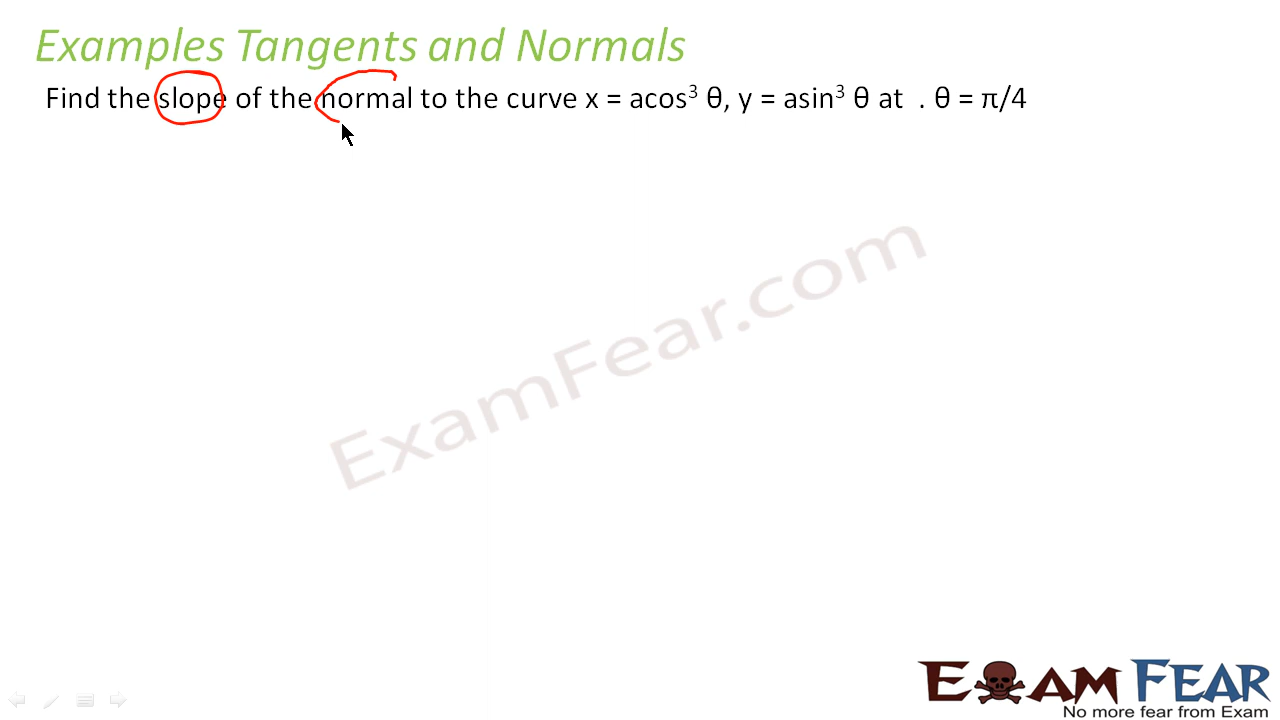 Examples Tangents and Normals
Find the slope of the normal to the curve x = acos³ θ, y = asin³ θ at . θ = π/4
ExamFear.com
EXAM FEAR
No more fear from Exam